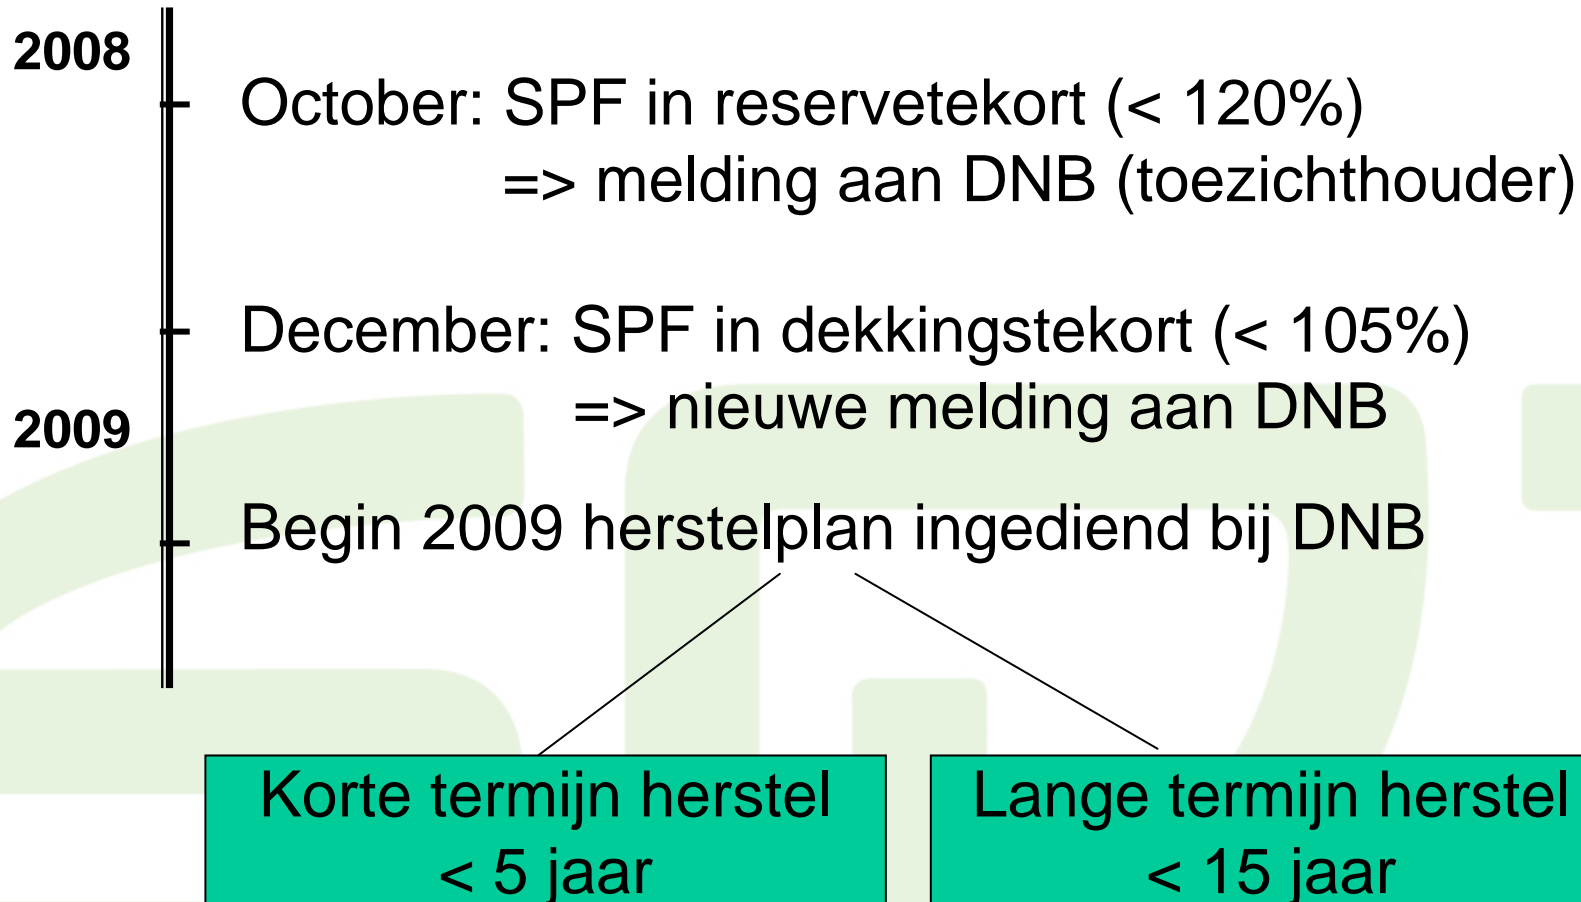 2008
October: SPF in reservetekort (< 120%)
=> melding aan DNB (toezichthouder)
December: SPF in dekkingstekort (< 105%)
=> nieuwe melding aan DNB
2009
Begin 2009 herstelplan ingediend bij DNB
Korte termijn herstel
< 5 jaar
Lange termijn herstel
< 15 jaar